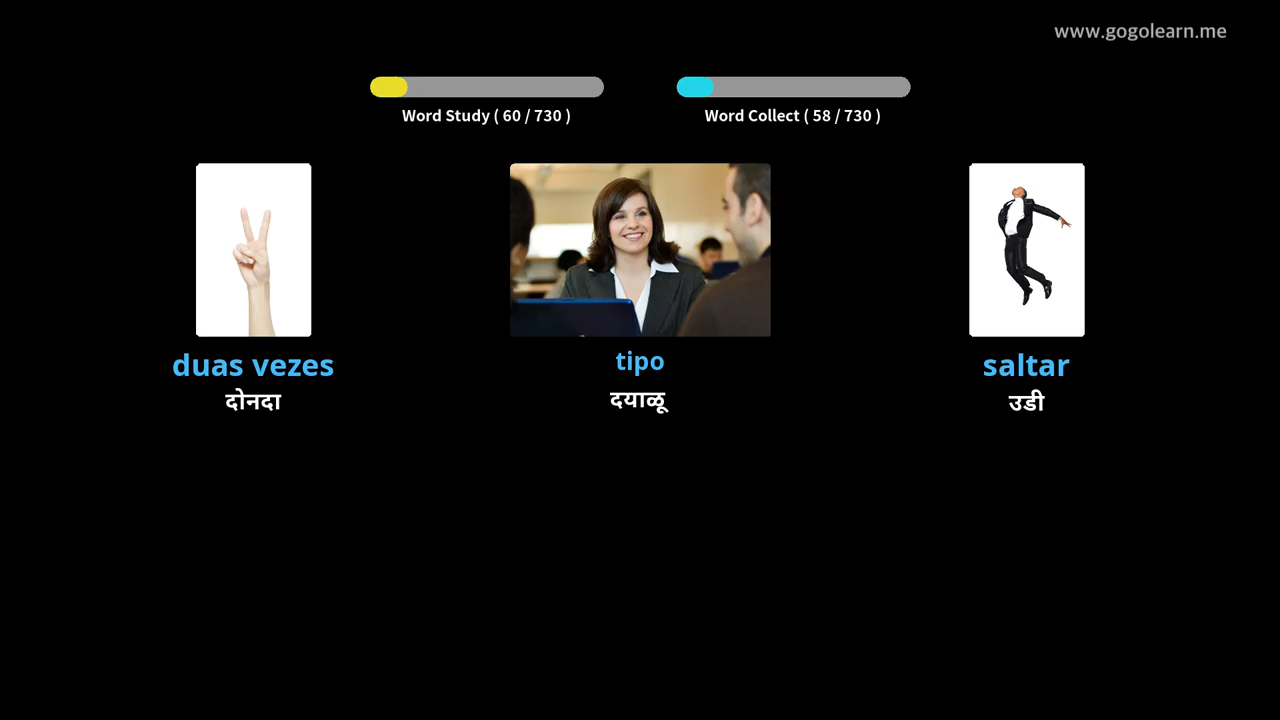 www.gogolearn.me
Word Study ( 60 / 730 )
Word Collect ( 58 / 730 )
duas vezes
दोनदा
tipo
दयाळू
saltar
उडी